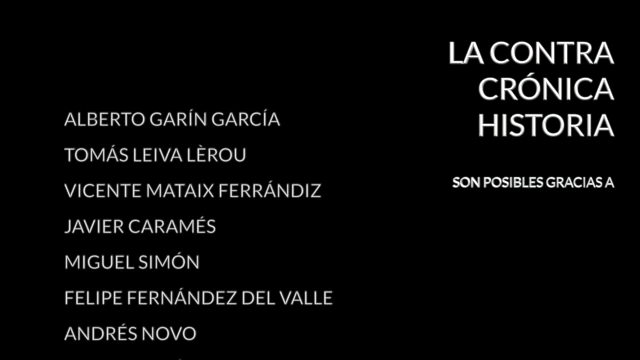 LA CONTRA
CRÓNICA
HISTORIA
SON POSIBLES GRACIAS A
ALBERTO GARÍN GARCÍA
TOMÁS LEIVA LÈROU
VICENTE MATAIX FERRÁNDIZ
JAVIER CARAMÉS
MIGUEL SIMÓN
FELIPE FERNÁNDEZ DEL VALLE
ANDRÉS NOVO